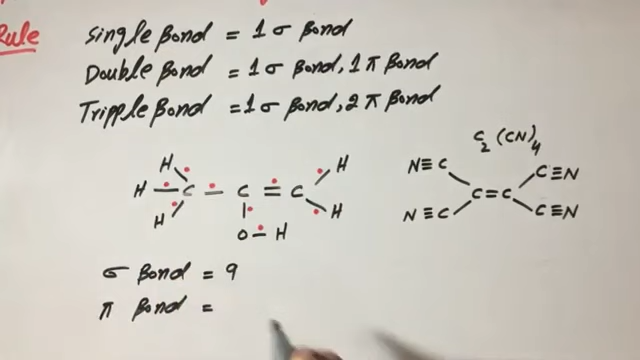 Rule
Single Bond = 1 σ Bond
Double Bond = 1 σ Bond, 1 π Bond
Tripple Bond = 1 σ Bond, 2 π Bond
C₂(CN)₄
H H
H — C — C = C
H H
O — H
N≡C C≡N
C=C
N≡C C≡N
σ Bond = 9
π Bond =